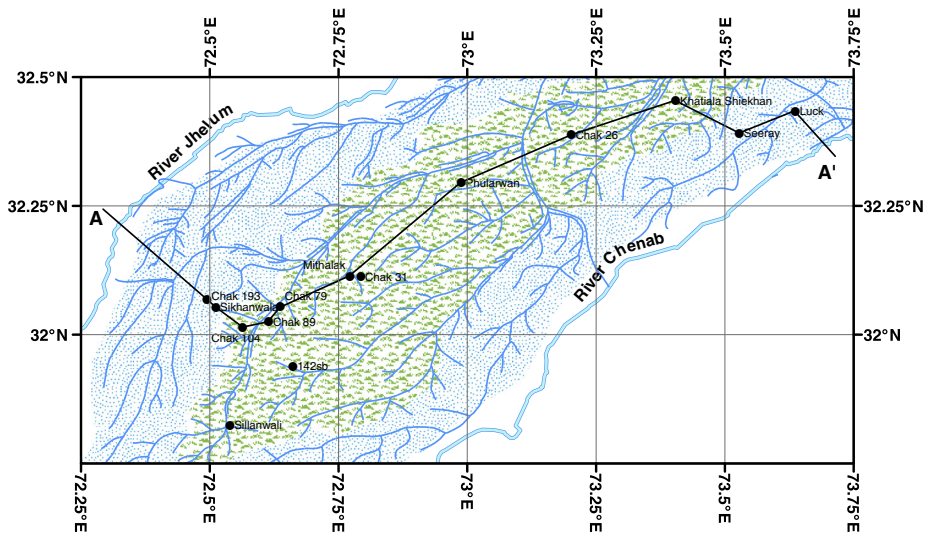 72.5°E
72.75°E
73°E
73.25°E
73.5°E
73.75°E
32.5°N
River Jhelum
Khatiala Shiekhan
Luck
Seeray
Chak 26
A'
Phularwan
32.25°N
32.25°N
A
River Chenab
Mithalak
Chak 31
Chak 193
Chak 79
Sikhanwala
Chak 89
Chak 104
32°N
32°N
142sb
Sillanwali
72.25°E
72.5°E
72.75°E
73°E
73.25°E
73.5°E
73.75°E